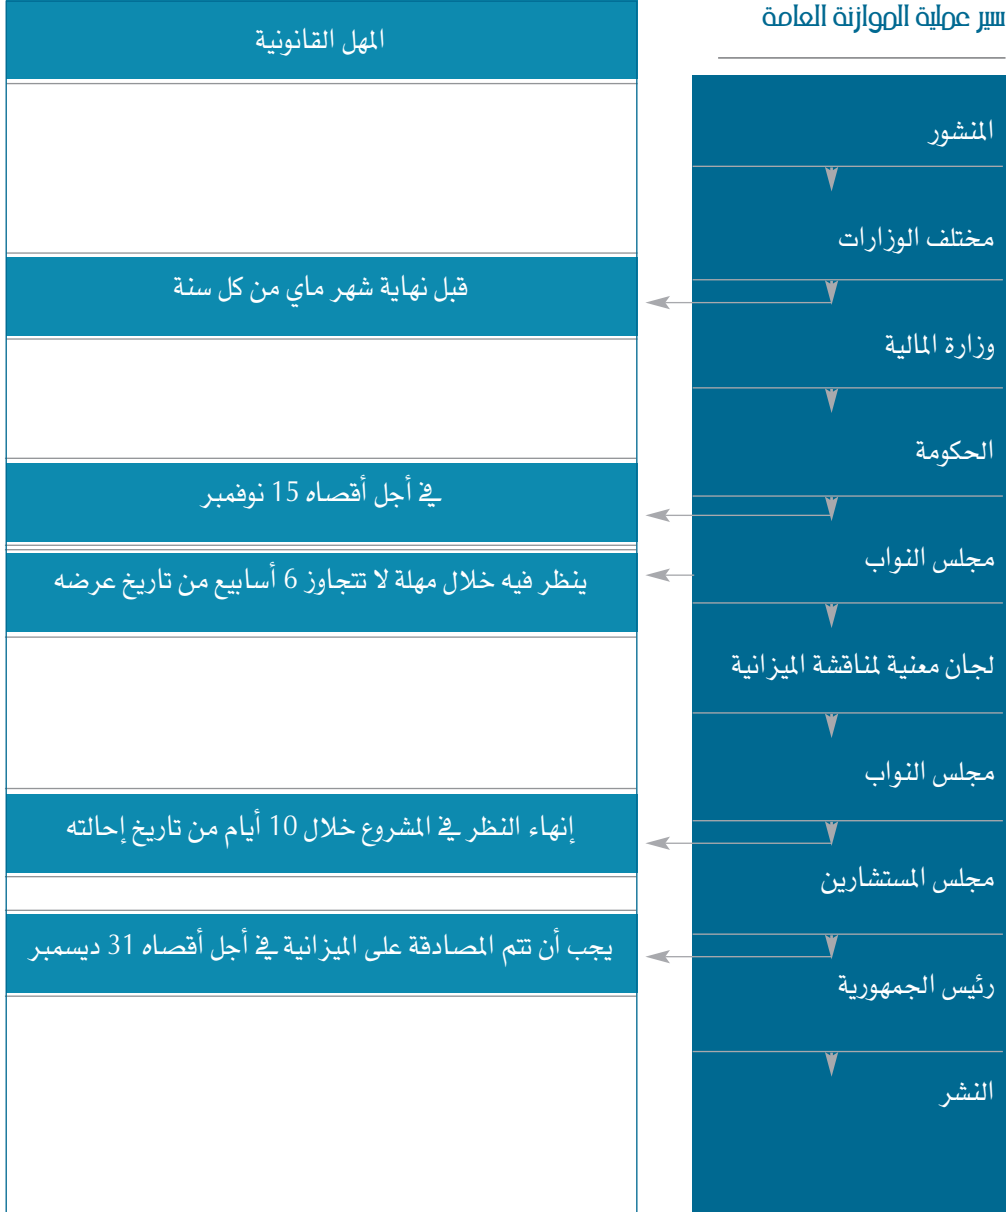 سير عملية الموازنة العامة
المنشور
مختلف الوزارات
وزارة المالية
الحكومة
مجلس النواب
لجان معنية لمناقشة الميزانية
مجلس النواب
مجلس المستشارين
رئيس الجمهورية
النشر
المهل القانونية
قبل نهاية شهر ماي من كل سنة
في أجل أقصاه 15 نوفمبر
ينظر فيه خلال مهلة لا تتجاوز 6 أسابيع من تاريخ عرضه
إنهاء النظر في المشروع خلال 10 أيام من تاريخ إحالته
يجب أن تتم المصادقة على الميزانية في أجل أقصاه 31 ديسمبر